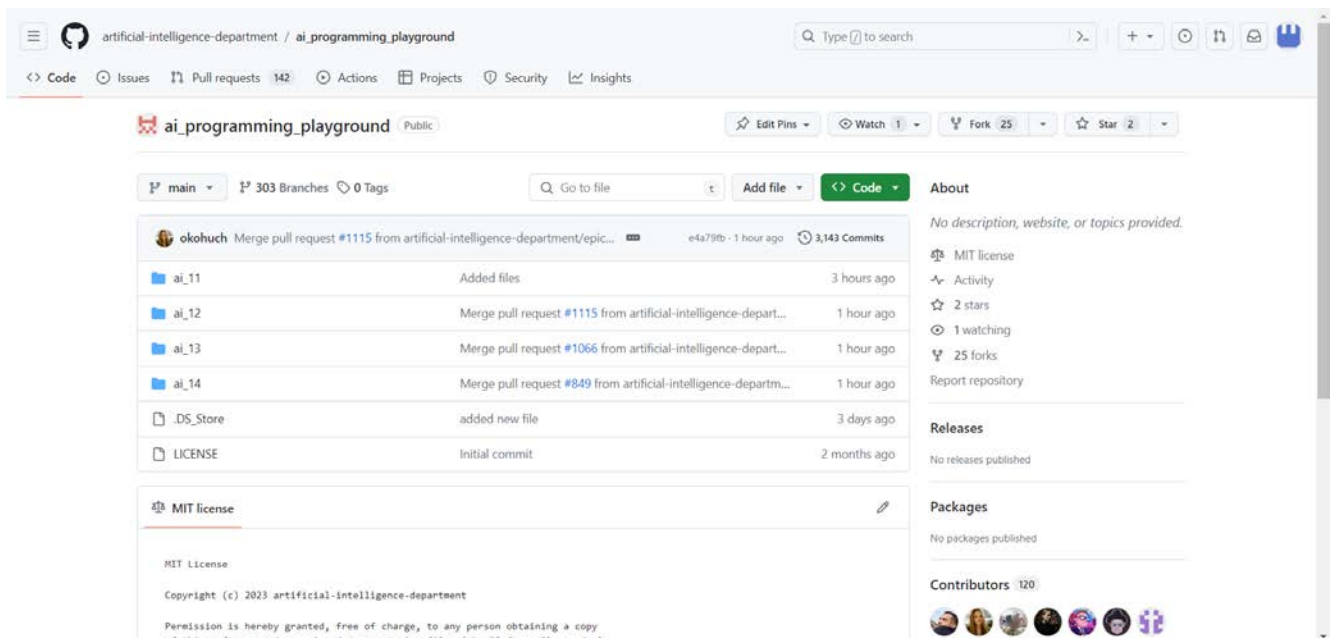 artificial-intelligence-department / ai_programming_playground
Type / to search
Code Issues Pull requests 142 Actions Projects Security Insights
ai_programming_playground Public
Edit Pins Watch 1 Fork 25 Star 2
main 303 Branches 0 Tags
Go to file t Add file Code
About
No description, website, or topics provided.
okohuch Merge pull request #1115 from artificial-intelligence-department/epic... e4a79fb · 1 hour ago 3,143 Commits
MIT license
ai_11 Added files 3 hours ago
Activity
ai_12 Merge pull request #1115 from artificial-intelligence-depart... 1 hour ago
2 stars
1 watching
ai_13 Merge pull request #1066 from artificial-intelligence-depart... 1 hour ago
25 forks
ai_14 Merge pull request #849 from artificial-intelligence-departm... 1 hour ago
Report repository
.DS_Store added new file 3 days ago
Releases
LICENSE Initial commit 2 months ago
No releases published
MIT license
Packages
No packages published
MIT License
Contributors 120
Copyright (c) 2023 artificial-intelligence-department
Permission is hereby granted, free of charge, to any person obtaining a copy